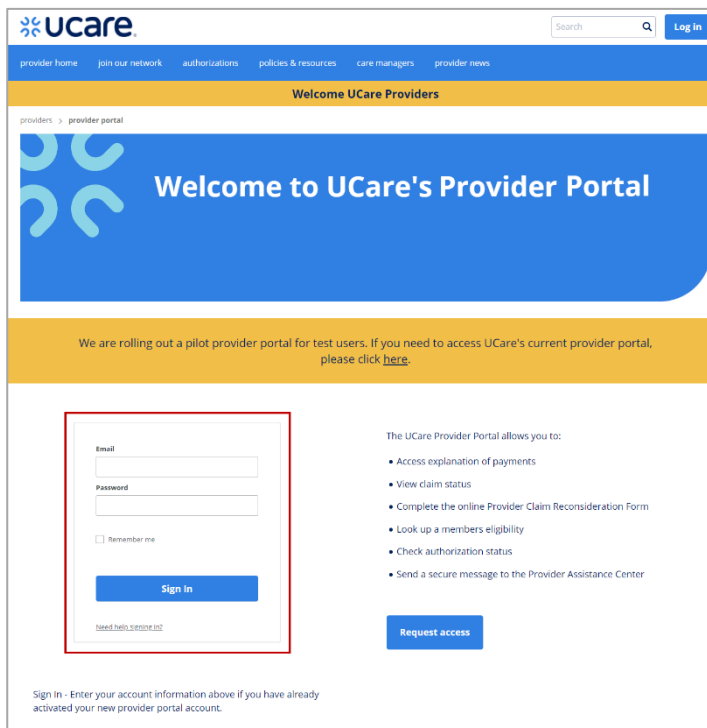 ucare.
Search
Log in
provider home join our network authorizations policies & resources care managers provider news
Welcome UCare Providers
providers > provider portal
Welcome to UCare's Provider Portal
We are rolling out a pilot provider portal for test users. If you need to access UCare's current provider portal,
please click here.
Email
Password
Remember me
Sign In
Need help signing in?
The UCare Provider Portal allows you to:
• Access explanation of payments
• View claim status
• Complete the online Provider Claim Reconsideration Form
• Look up a members eligibility
• Check authorization status
• Send a secure message to the Provider Assistance Center
Request access
Sign In - Enter your account information above if you have already
activated your new provider portal account.